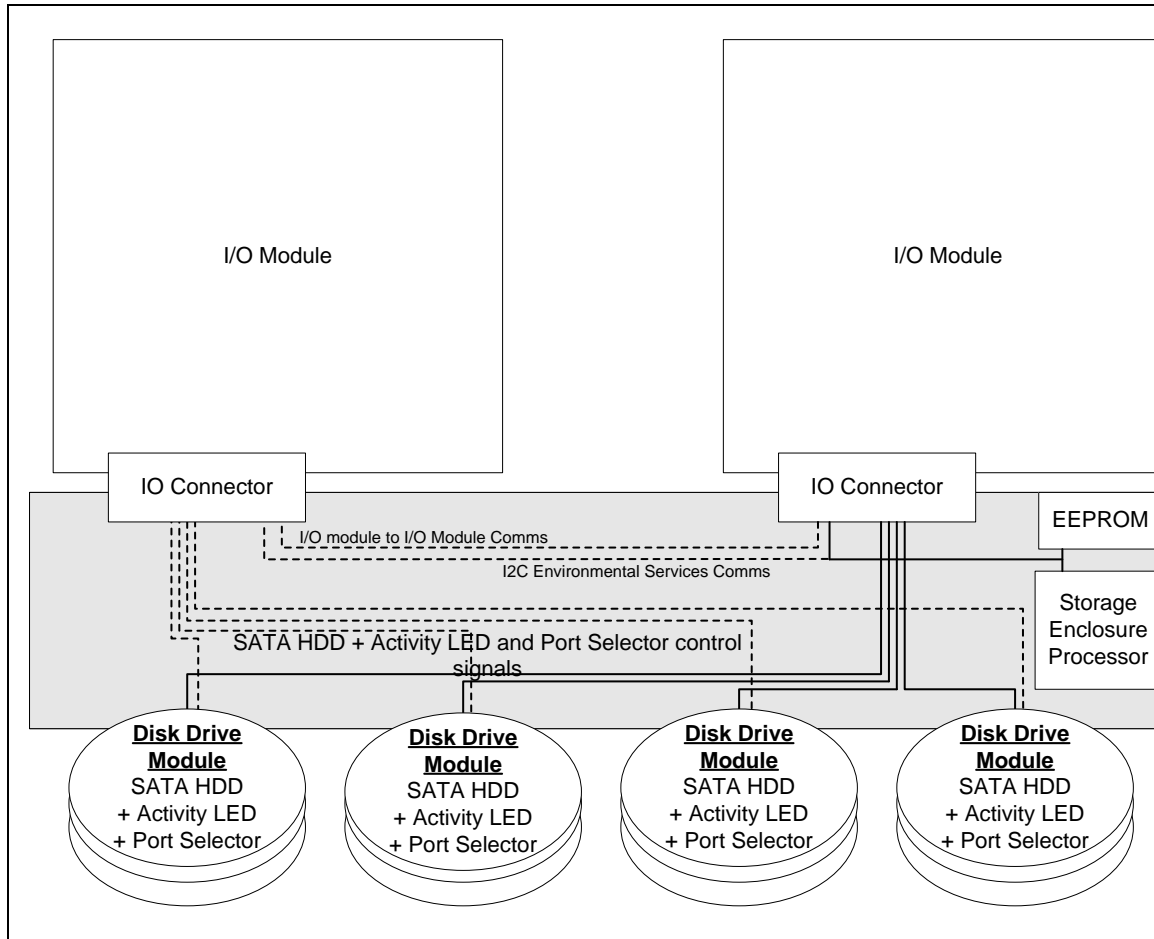 I/O Module
I/O Module
IO Connector
IO Connector
EEPROM
I/O module to I/O Module Comms
I2C Environmental Services Comms
Storage
Enclosure
Processor
SATA HDD + Activity LED and Port Selector control
signals
Disk Drive
Module
SATA HDD
+ Activity LED
+ Port Selector
Disk Drive
Module
SATA HDD
+ Activity LED
+ Port Selector
Disk Drive
Module
SATA HDD
+ Activity LED
+ Port Selector
Disk Drive
Module
SATA HDD
+ Activity LED
+ Port Selector